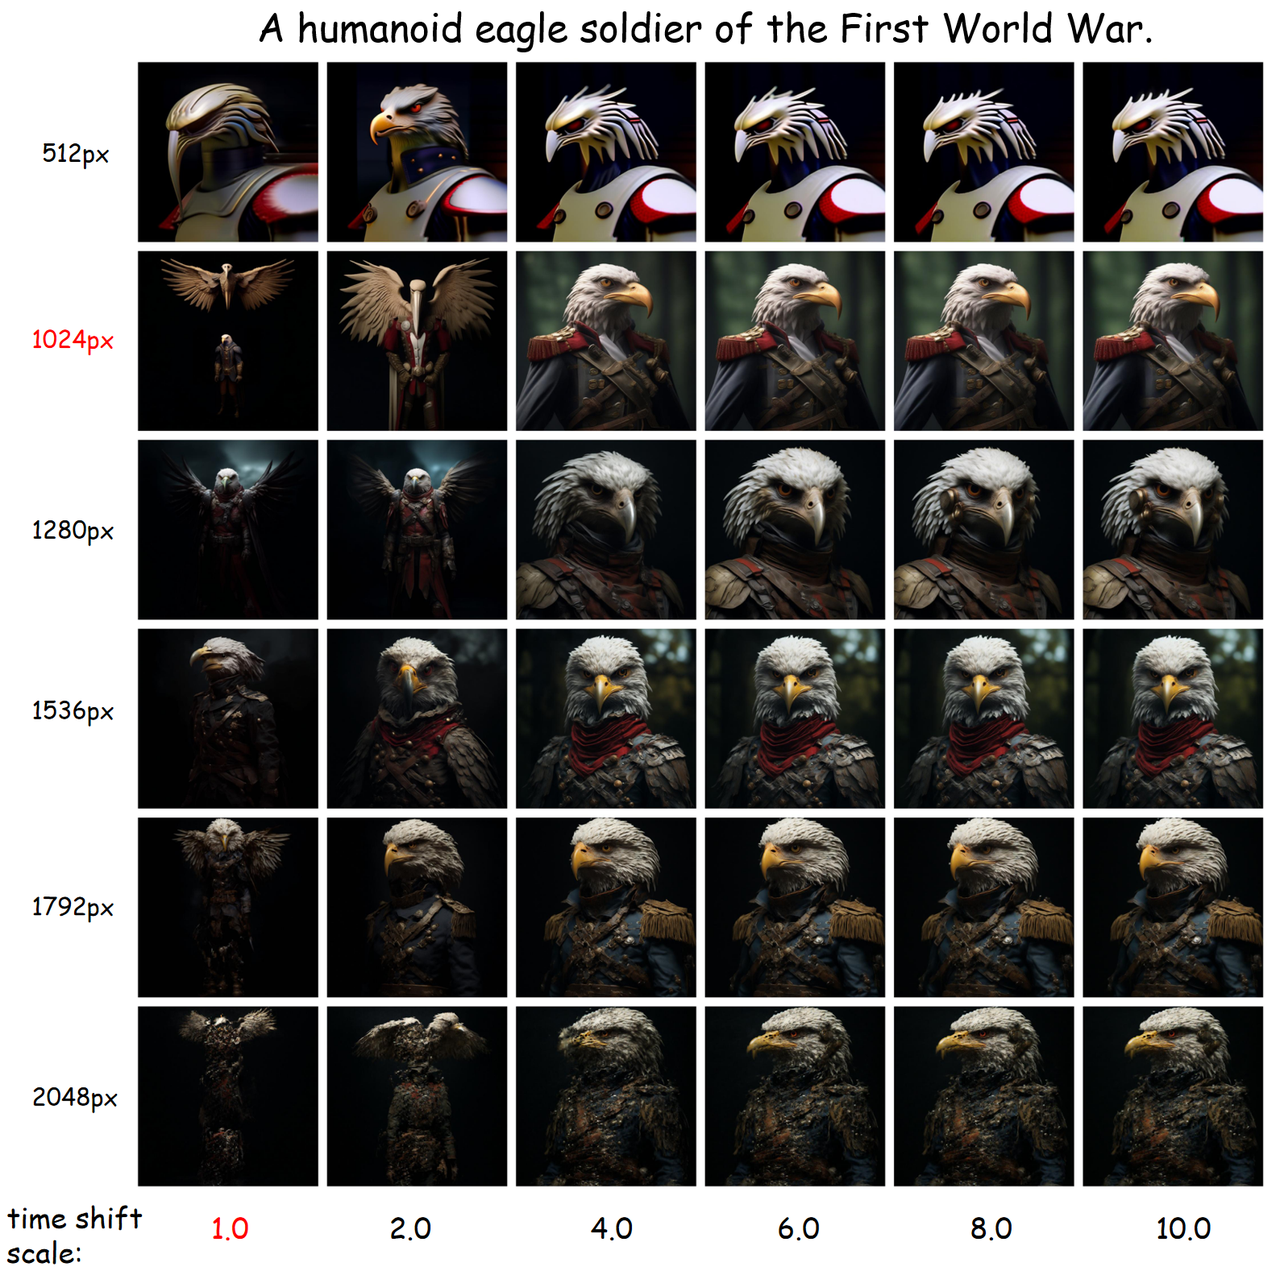 A humanoid eagle soldier of the First World War.
512px
1024px
1280px
1536px
1792px
2048px
time shift
scale:
1.0 2.0 4.0 6.0 8.0 10.0